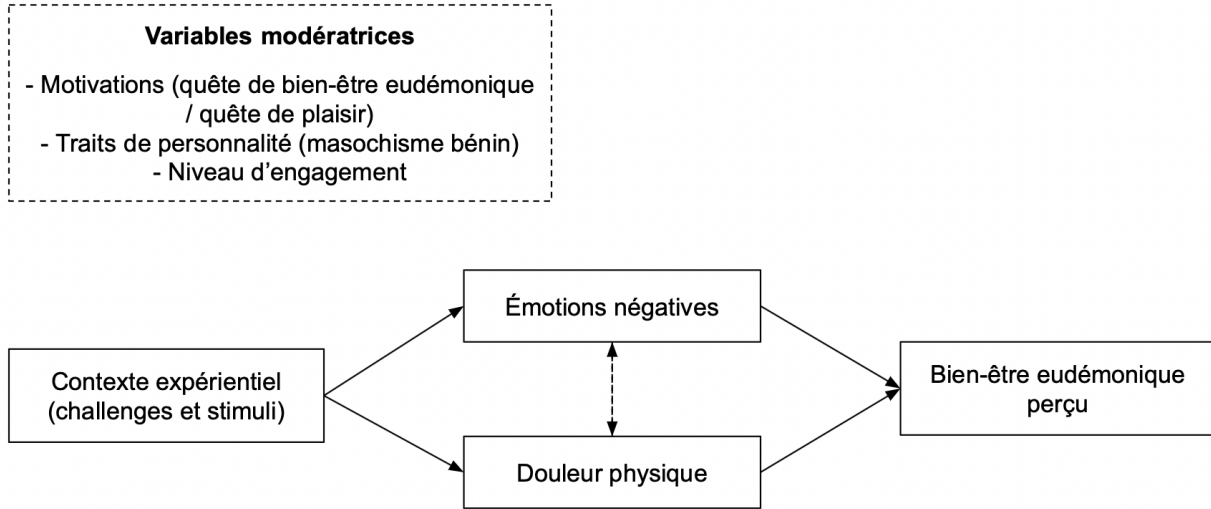 Variables modératrices
- Motivations (quête de bien-être eudémonique
/ quête de plaisir)
- Traits de personnalité (masochisme bénin)
- Niveau d’engagement
Émotions négatives
Contexte expérientiel
(challenges et stimuli)
Bien-être eudémonique
perçu
Douleur physique